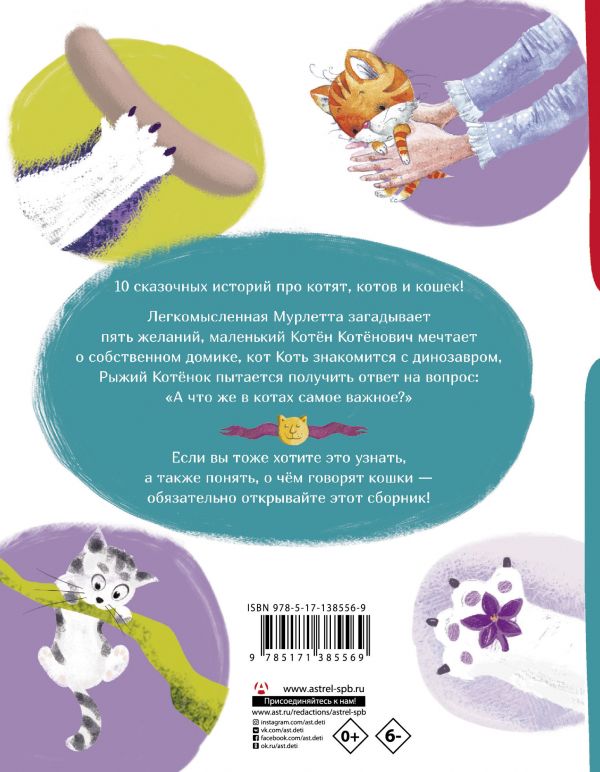 10 сказочных историй про котят, котов и кошек!
Легкомысленная Мурлетта загадывает
пять желаний, маленький Котён Котёнович мечтает
о собственном домике, кот Коть знакомится с динозавром,
Рыжий Котёнок пытается получить ответ на вопрос:
«А что же в котах самое важное?»
Если вы тоже хотите это узнать,
а также понять, о чём говорят кошки —
обязательно открывайте этот сборник!
ISBN 978-5-17-138556-9
9 785171 385569
www.astrel-spb.ru
Присоединяйтесь к нам!
www.ast.ru/redactions/astrel-spb
instagram.com/ast.deti
vk.com/ast.deti
facebook.com/ast.deti
ok.ru/ast.deti
0+
6-